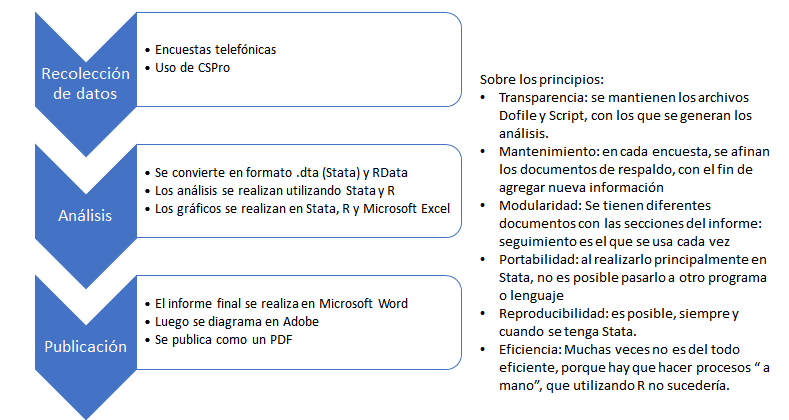 Recolección
de datos
• Encuestas telefónicas
• Uso de CSPro
Análisis
• Se convierte en formato .dta (Stata) y RData
• Los análisis se realizan utilizando Stata y R
• Los gráficos se realizan en Stata, R y Microsoft Excel
Publicación
• El informe final se realiza en Microsoft Word
• Luego se diagrama en Adobe
• Se publica como un PDF
Sobre los principios:
• Transparencia: se mantienen los archivos
Dofile y Script, con los que se generan los
análisis.
• Mantenimiento: en cada encuesta, se afinan
los documentos de respaldo, con el fin de
agregar nueva información
• Modularidad: Se tienen diferentes
documentos con las secciones del informe:
seguimiento es el que se usa cada vez
• Portabilidad: al realizarlo principalmente en
Stata, no es posible pasarlo a otro programa
o lenguaje
• Reproducibilidad: es posible, siempre y
cuando se tenga Stata.
• Eficiencia: Muchas veces no es del todo
eficiente, porque hay que hacer procesos “ a
mano”, que utilizando R no sucedería.